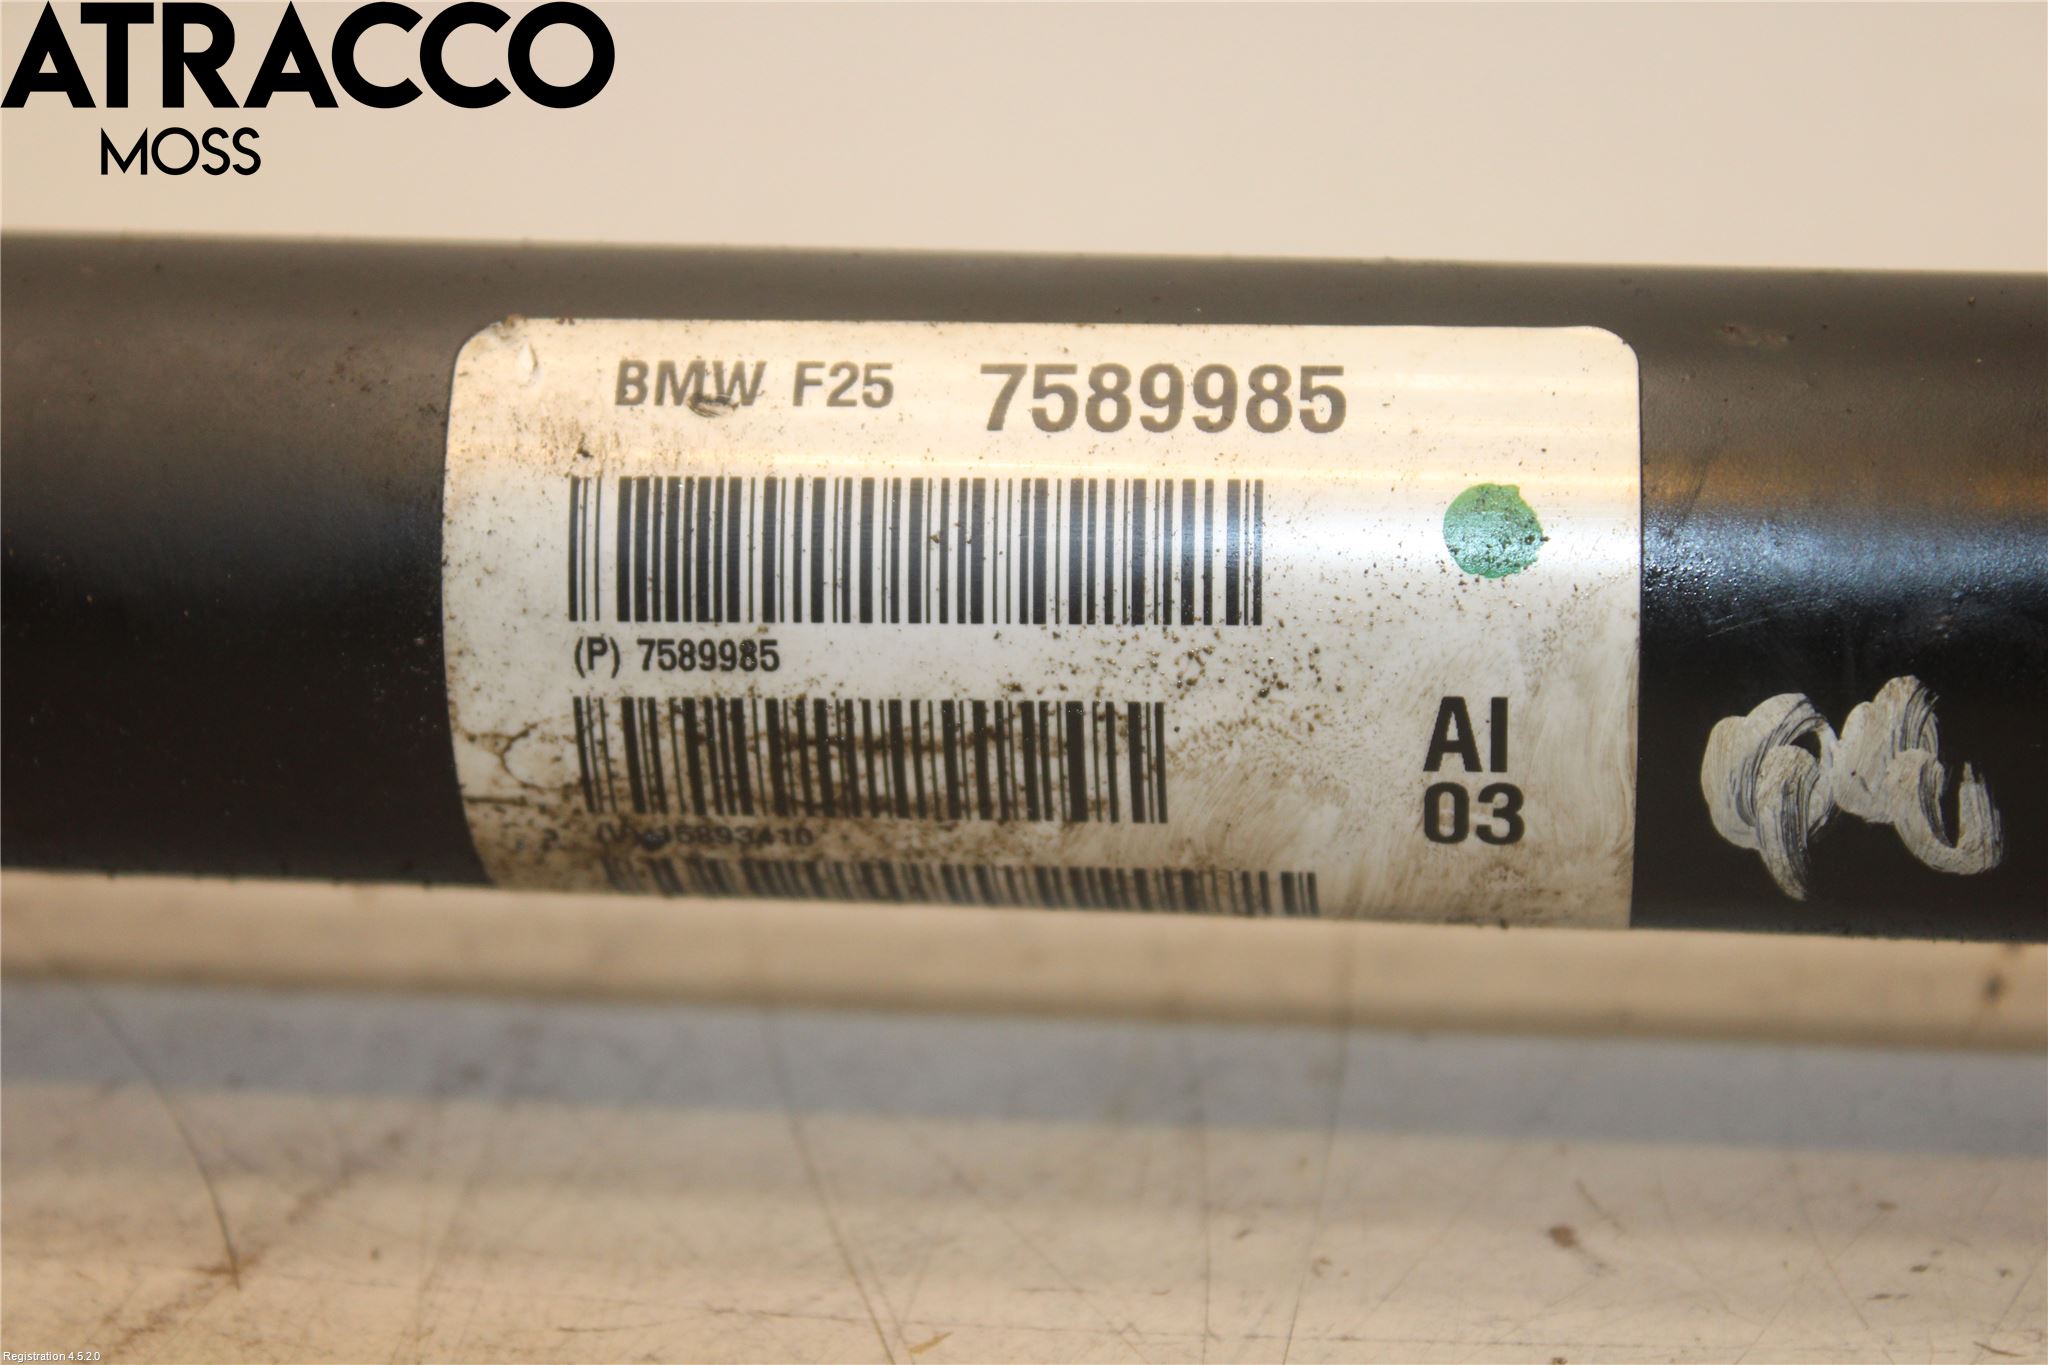 ATRACCO
MOSS
BMW F25 7589985
(P) 7589985
AI
03
Registration 4.5.2.0